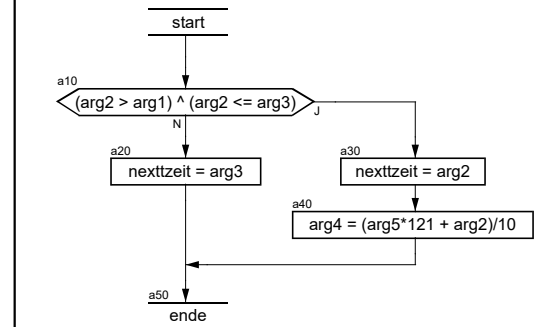 start
a10
(arg2 > arg1) ^ (arg2 <= arg3)
N
J
a20
nexttzeit = arg3
a30
nexttzeit = arg2
a40
arg4 = (arg5*121 + arg2)/10
a50
ende